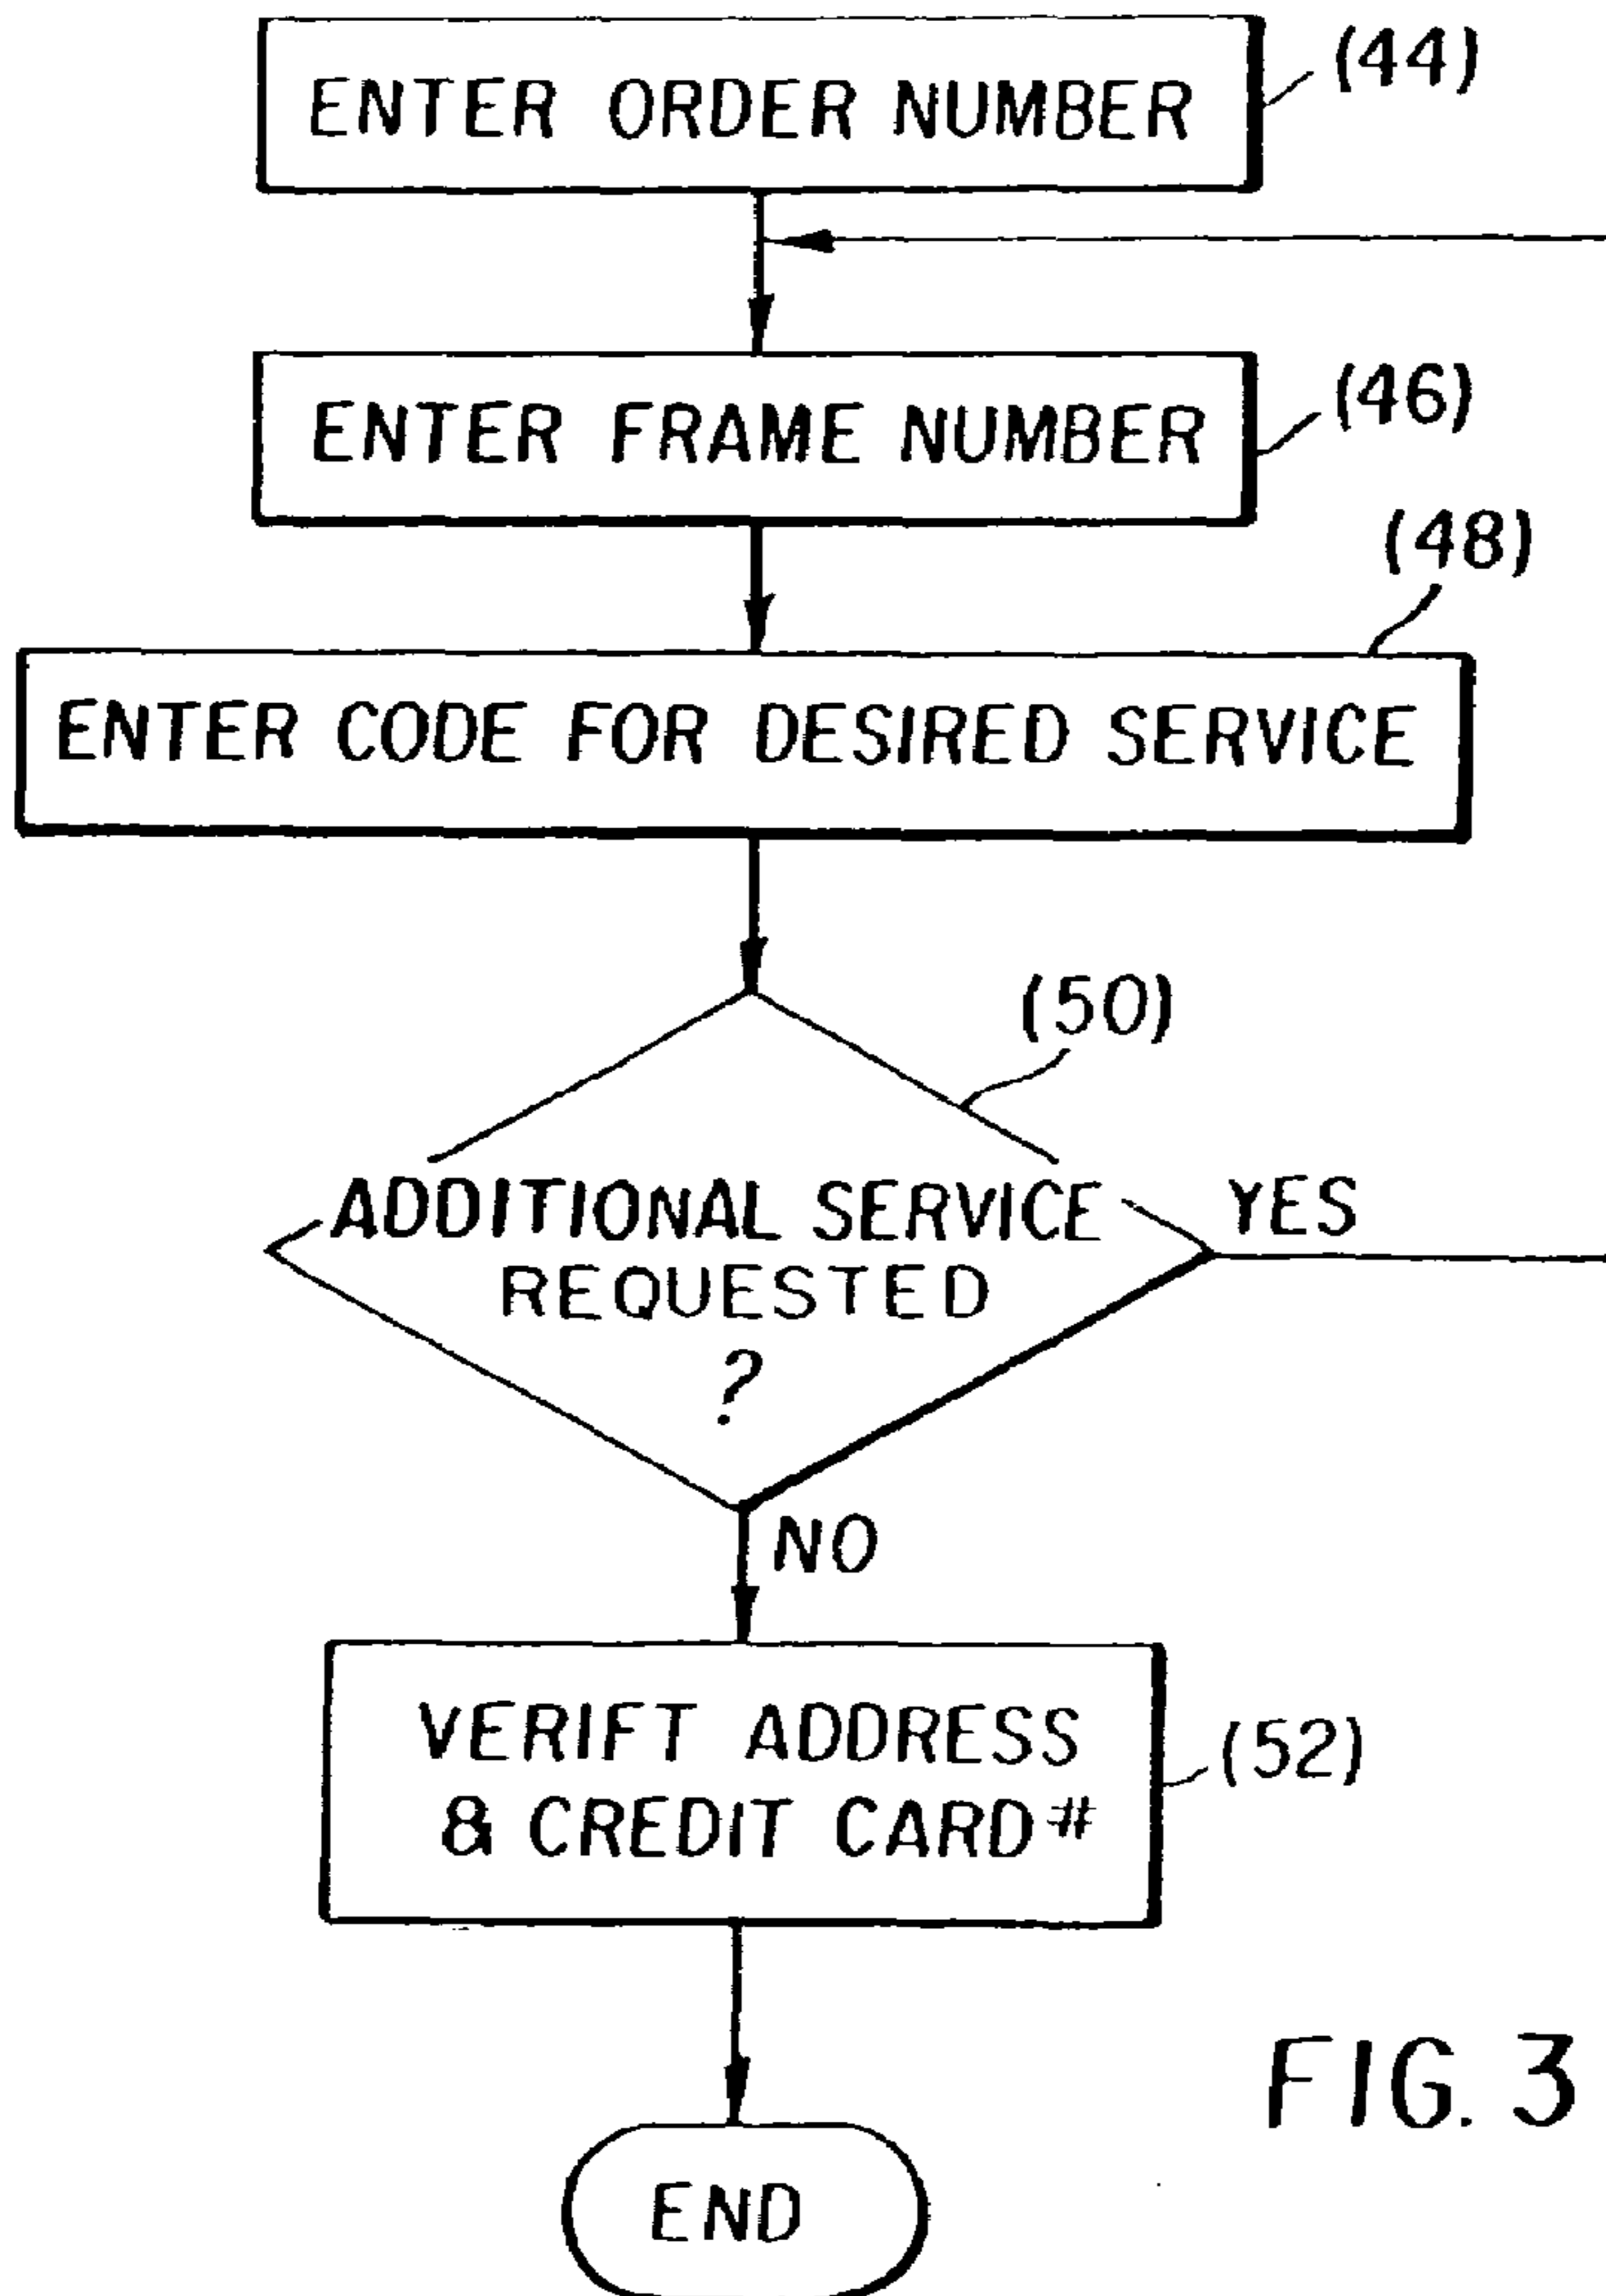 ENTER ORDER NUMBER
(44)
ENTER FRAME NUMBER
(46)
(48)
ENTER CODE FOR DESIRED SERVICE
(50)
ADDITIONAL SERVICE
REQUESTED
?
YES
NO
VERIFT ADDRESS
& CREDIT CARD#
(52)
FIG. 3
END